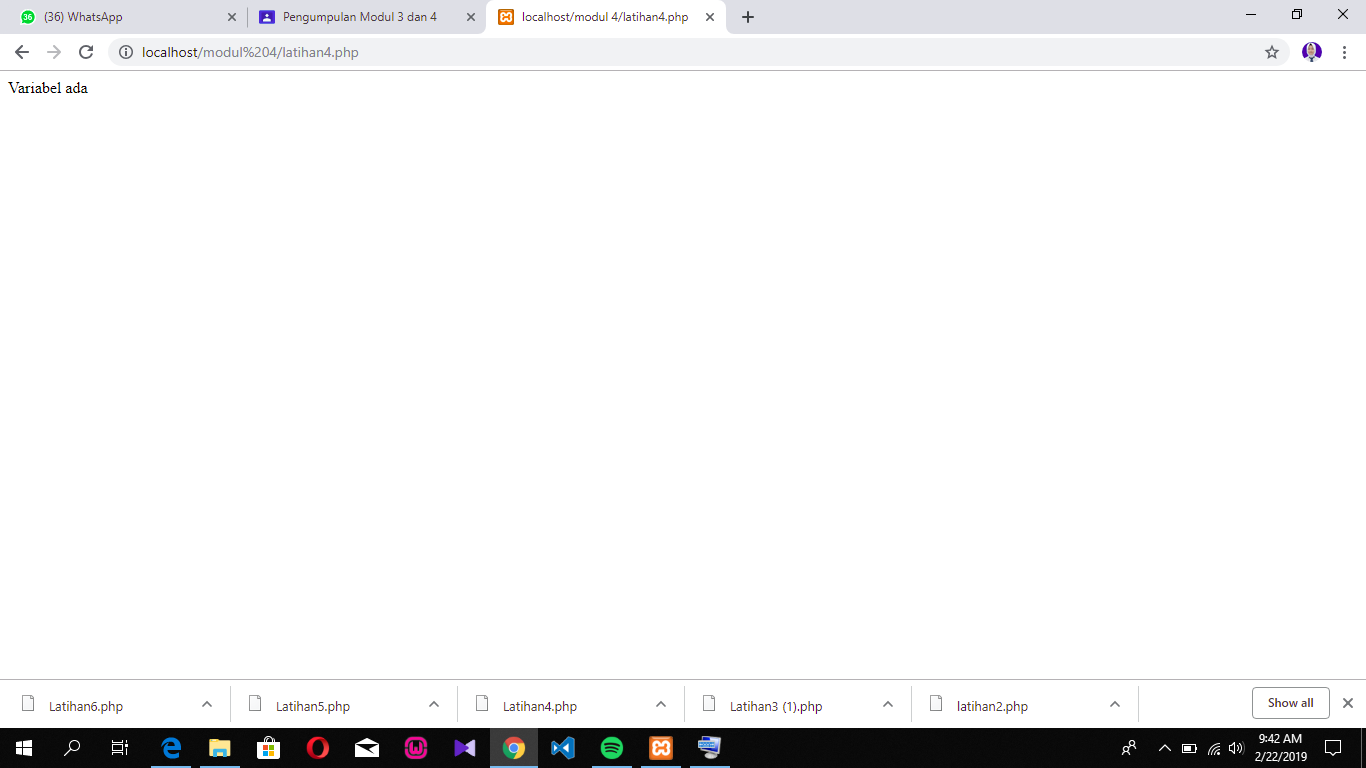 36 (36) WhatsApp
Pengumpulan Modul 3 dan 4
localhost/modul 4/latihan4.php
localhost/modul%204/latihan4.php
Variabel ada
Latihan6.php
Latihan5.php
Latihan4.php
Latihan3 (1).php
latihan2.php
Show all
9:42 AM
2/22/2019